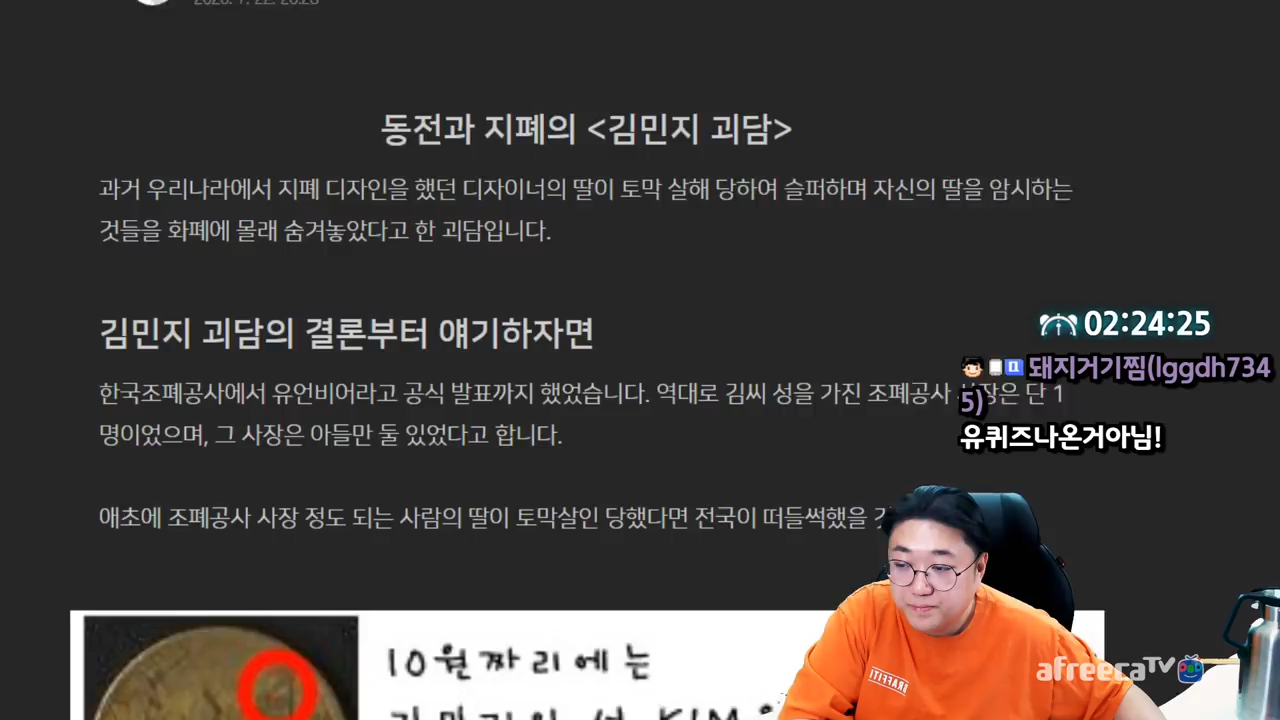 동전과 지폐의 <김민지 괴담>
과거 우리나라에서 지폐 디자인을 했던 디자이너의 딸이 토막 살해 당하여 슬퍼하며 자신의 딸을 암시하는
것들을 화폐에 몰래 숨겨놓았다고 한 괴담입니다.
김민지 괴담의 결론부터 얘기하자면
한국조폐공사에서 유언비어라고 공식 발표까지 했었습니다. 역대로 김씨 성을 가진 조폐공사 사장은 단 1
명이었으며, 그 사장은 아들만 둘 있었다고 합니다.
애초에 조폐공사 사장 정도 되는 사람의 딸이 토막살인 당했다면 전국이 떠들썩했을
02:24:25
돼지거기찜(lggdh734
5)
유퀴즈나온거아님!
10원짜리에는
GRAFFITI
afreecaTV